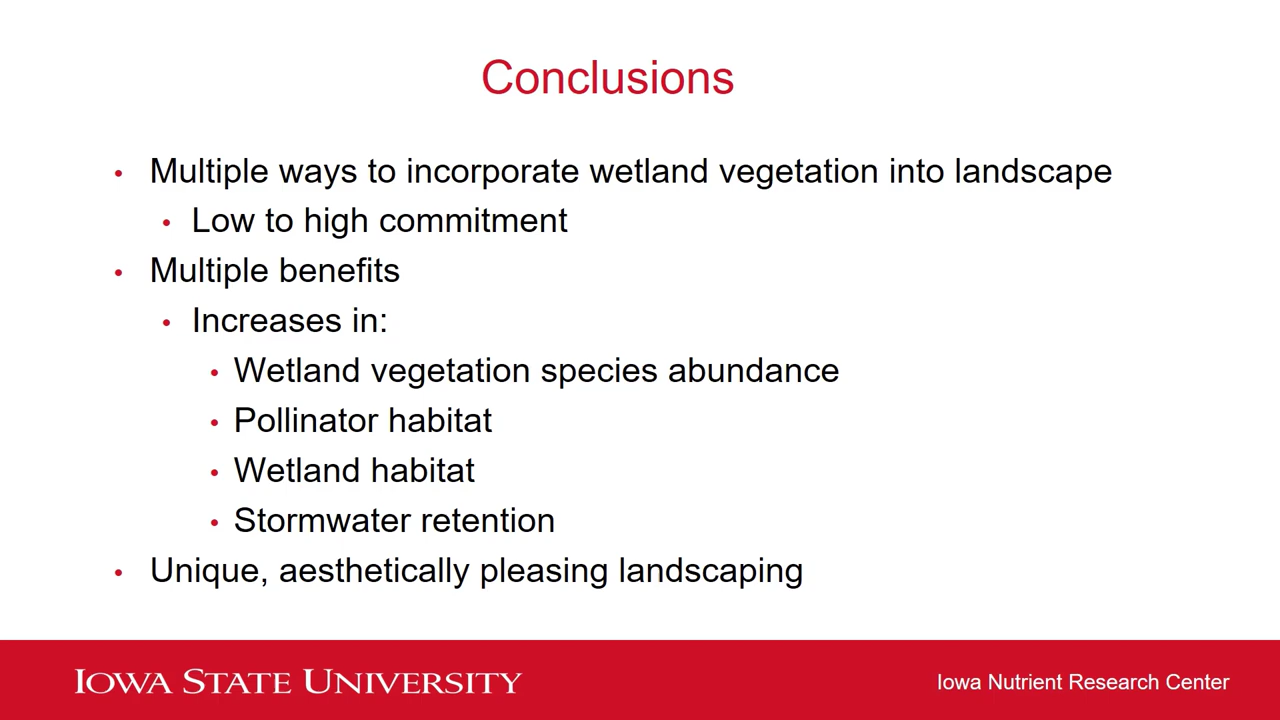 Conclusions
• Multiple ways to incorporate wetland vegetation into landscape
• Low to high commitment
• Multiple benefits
• Increases in:
• Wetland vegetation species abundance
• Pollinator habitat
• Wetland habitat
• Stormwater retention
• Unique, aesthetically pleasing landscaping
IOWA STATE UNIVERSITY
Iowa Nutrient Research Center